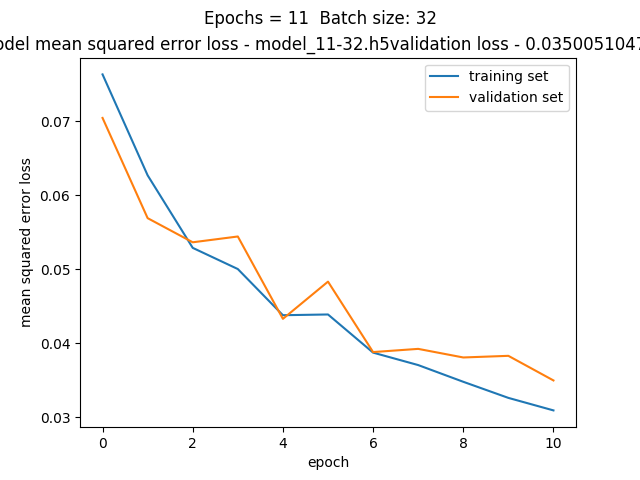 Epochs = 11  Batch size: 32
odel mean squared error loss - model_11-32.h5validation loss - 0.0350051047
training set
validation set
0.07
0.06
0.05
0.04
0.03
mean squared error loss
0
2
4
6
8
10
epoch